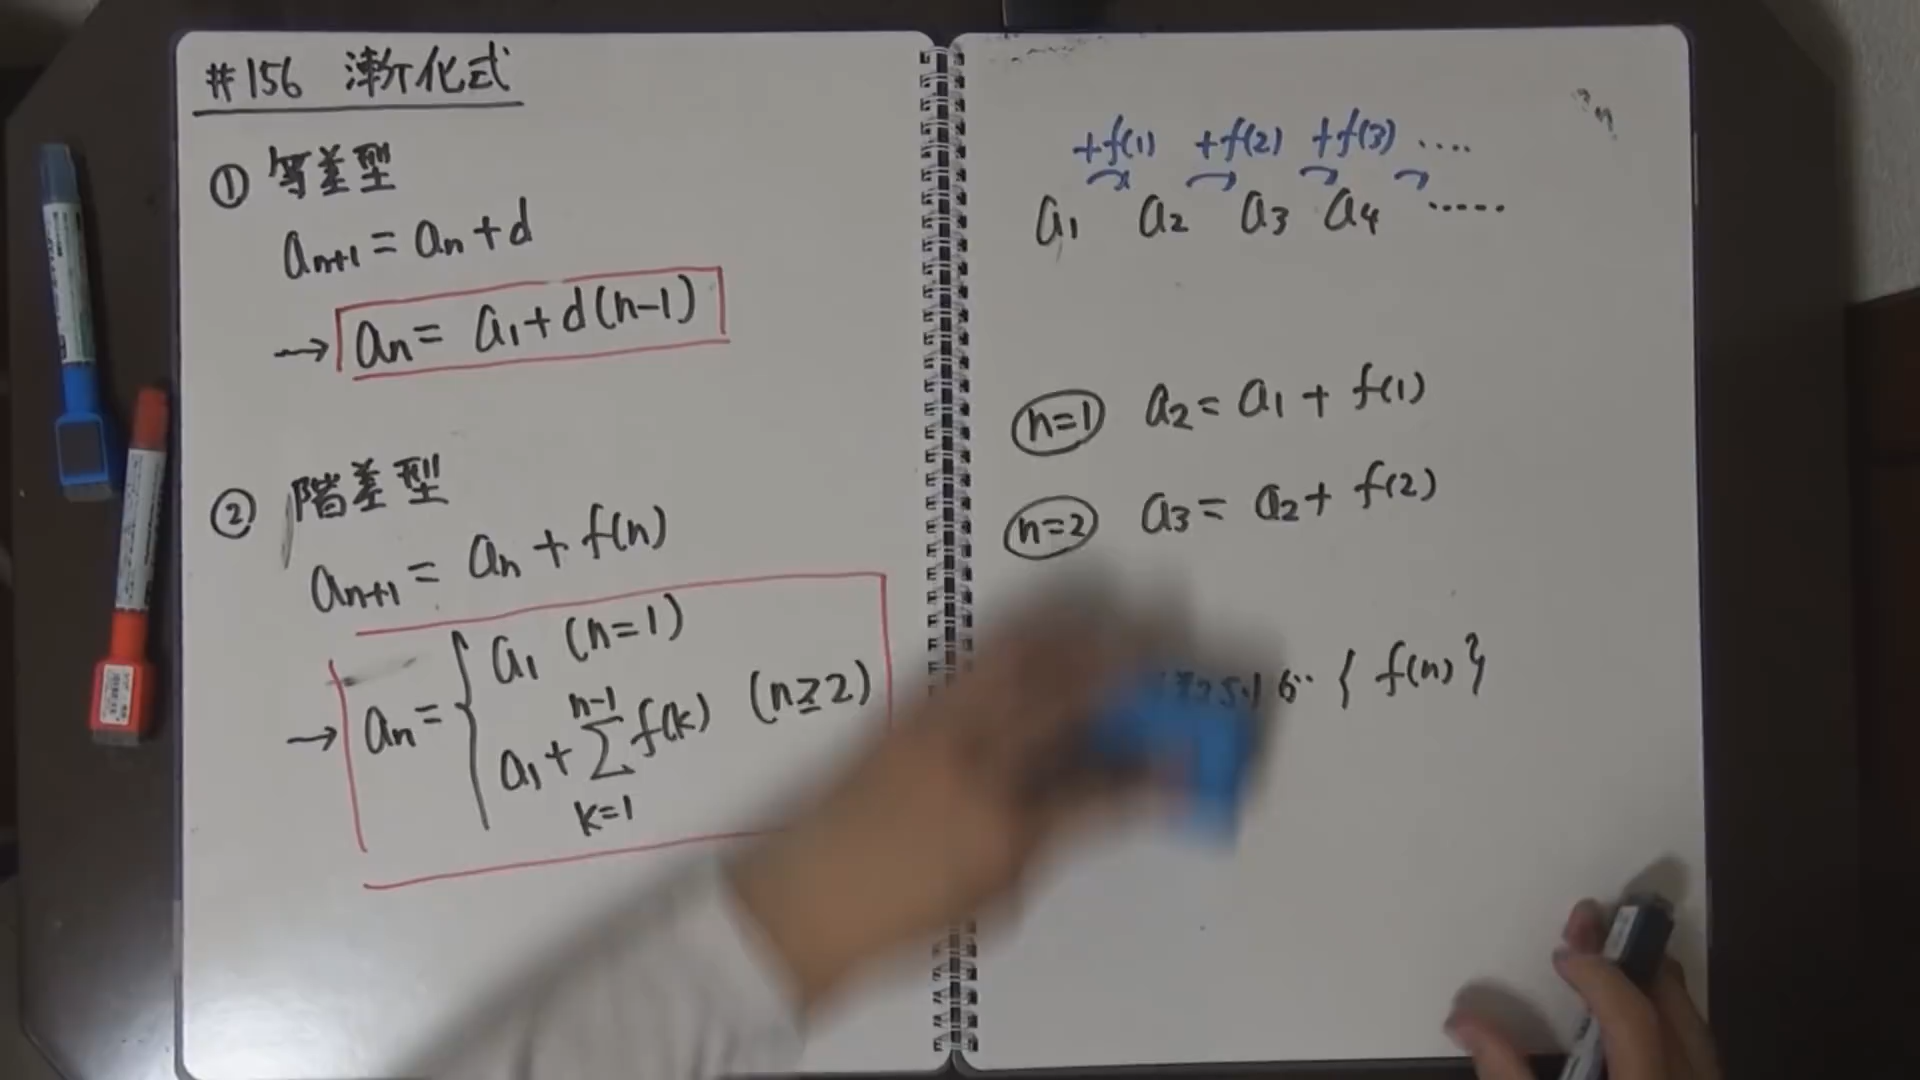 #156 漸化式
① 等差型
an+1 = an + d
→ an = a1 + d(n-1)
② 階差型
an+1 = an + f(n)
→ an = { a1 (n=1)
a1 + Σ f(k) (n≧2)
n-1
k=1
+f(1) +f(2) +f(3) ....
a1 a2 a3 a4 .....
n=1 a2 = a1 + f(1)
n=2 a3 = a2 + f(2)
{ f(n) }